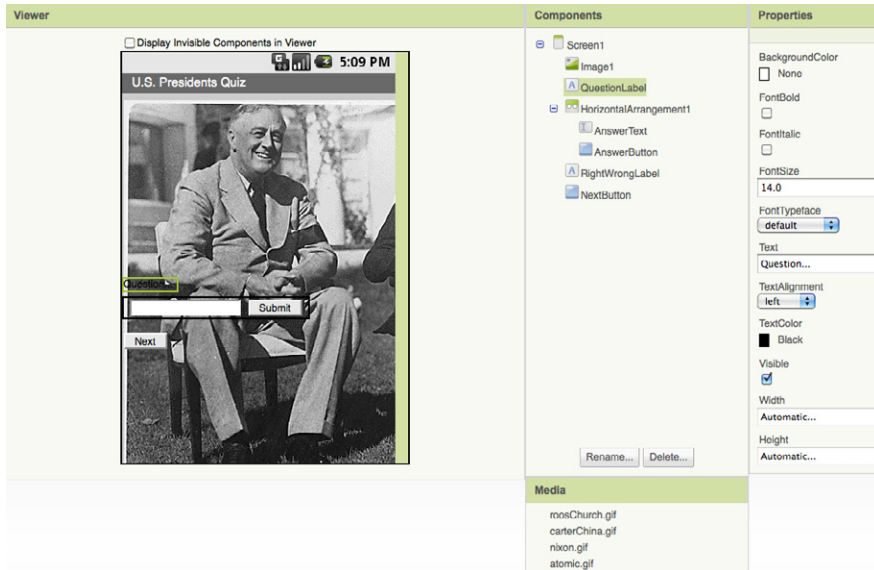 Viewer
Display Invisible Components in Viewer
5:09 PM
U.S. Presidents Quiz
Question...
Submit
Next
Components
Screen1
Image1
QuestionLabel
HorizontalArrangement1
AnswerText
AnswerButton
RightWrongLabel
NextButton
Rename...
Delete...
Media
roosChurch.gif
carterChina.gif
nixon.gif
atomic.gif
Properties
BackgroundColor
None
FontBold
FontItalic
FontSize
14.0
FontTypeface
default
Text
Question...
TextAlignment
left
TextColor
Black
Visible
Width
Automatic...
Height
Automatic...